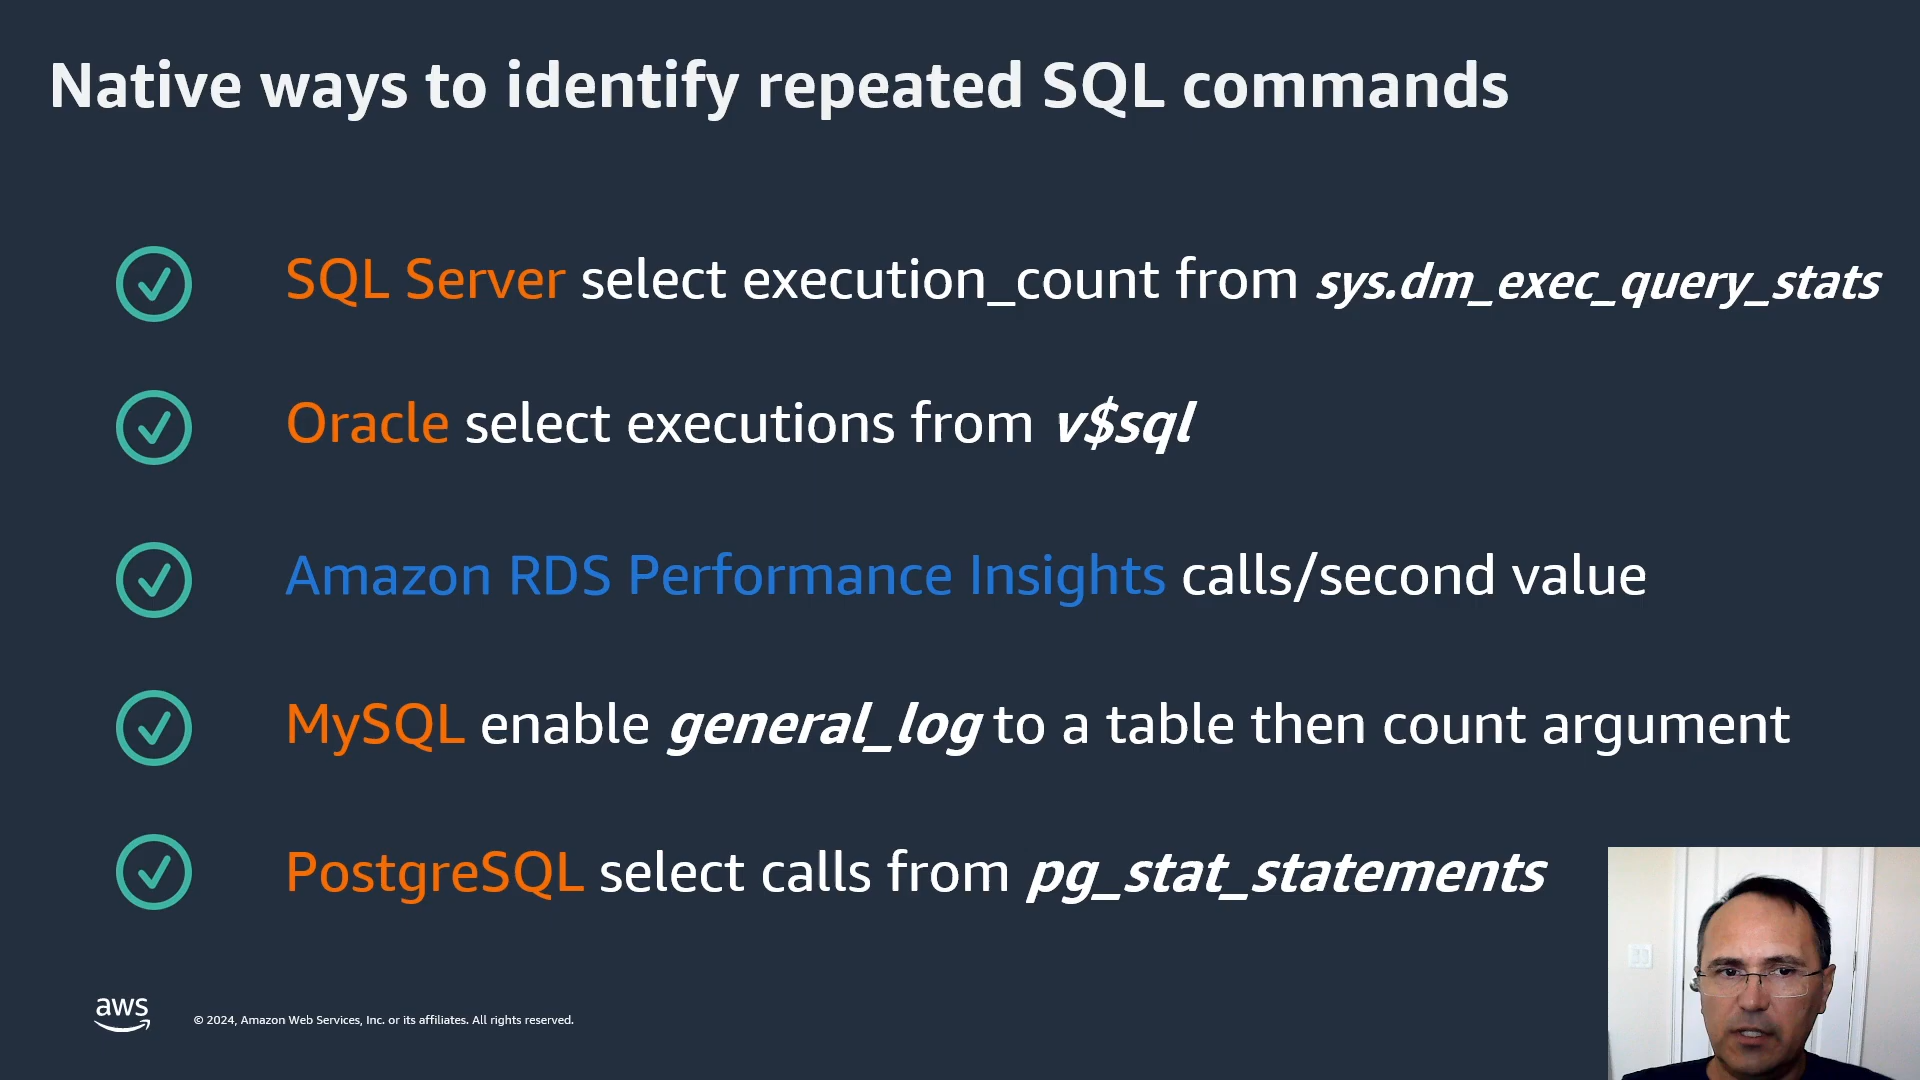 Native ways to identify repeated SQL commands
SQL Server select execution_count from sys.dm_exec_query_stats
Oracle select executions from v$sql
Amazon RDS Performance Insights calls/second value
MySQL enable general_log to a table then count argument
PostgreSQL select calls from pg_stat_statements
aws
© 2024, Amazon Web Services, Inc. or its affiliates. All rights reserved.